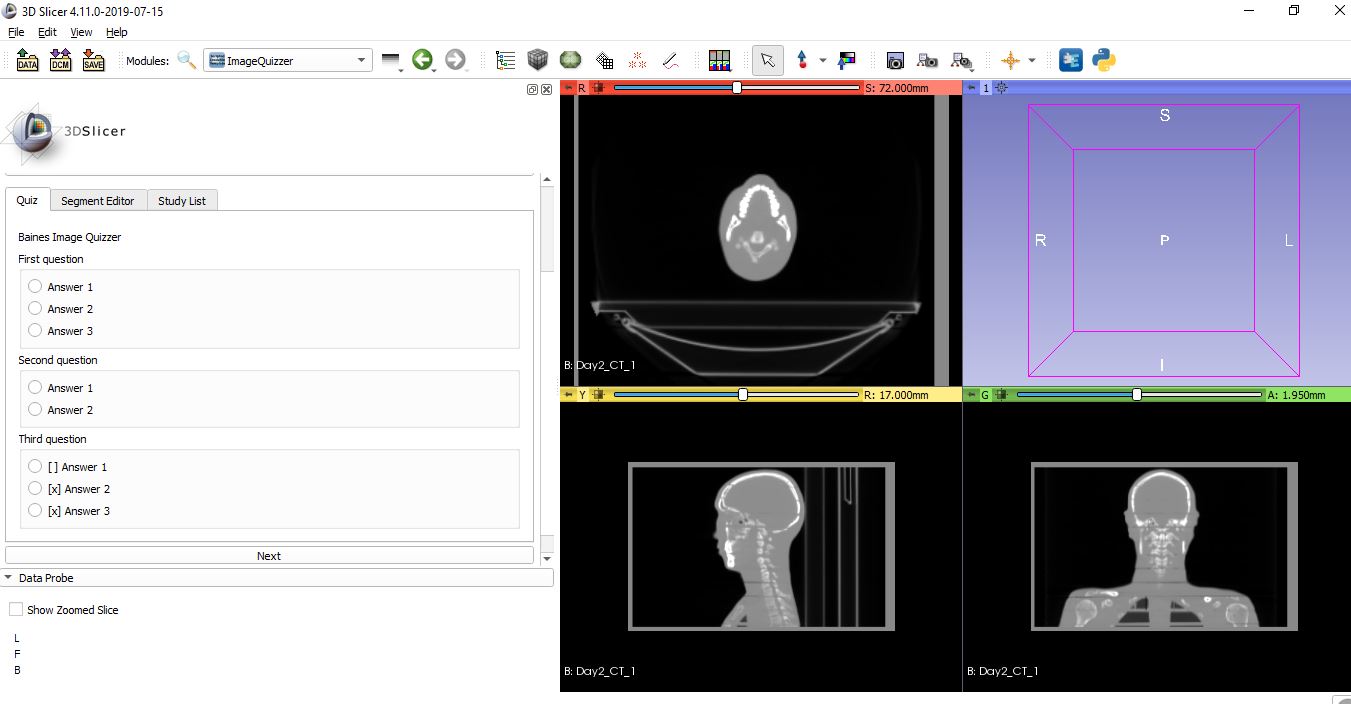 3D Slicer 4.11.0-2019-07-15
File Edit View Help
DATA DCM SAVE Modules: ImageQuizzer
3DSlicer
Quiz Segment Editor Study List
Baines Image Quizzer
First question
Answer 1
Answer 2
Answer 3
Second question
Answer 1
Answer 2
Third question
[ ] Answer 1
[x] Answer 2
[x] Answer 3
Next
Data Probe
Show Zoomed Slice
L
F
B
R S: 72.000mm
B: Day2_CT_1
1
S
R P L
I
Y R: 17.000mm
B: Day2_CT_1
G A: 1.950mm
B: Day2_CT_1